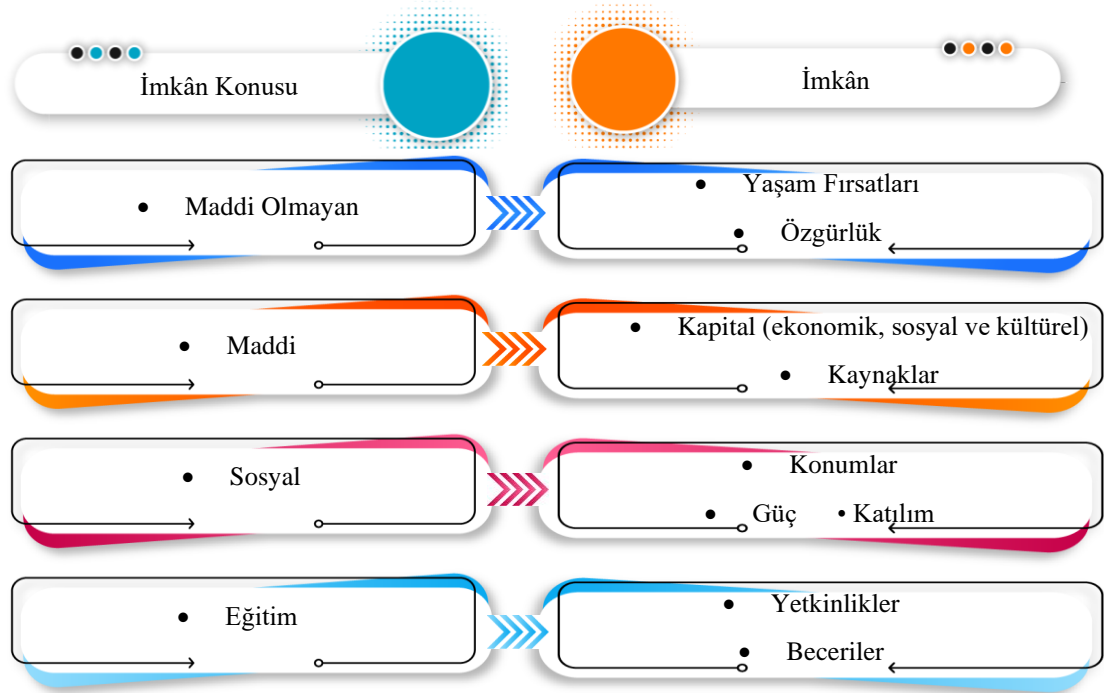 İmkân Konusu
İmkân
• Maddi Olmayan
• Yaşam Fırsatları
• Özgürlük
• Maddi
• Kapital (ekonomik, sosyal ve kültürel)
• Kaynaklar
• Sosyal
• Konumlar
• Güç • Katılım
• Eğitim
• Yetkinlikler
• Beceriler